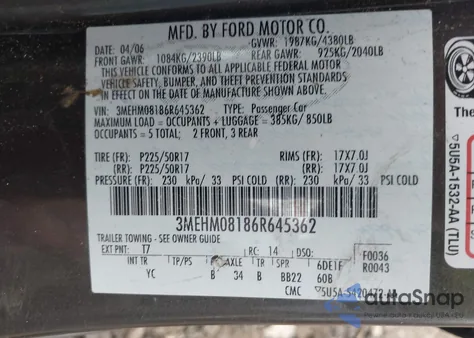 MFD. BY FORD MOTOR CO.
DATE: 04/06 GVWR: 1987KG/4380LB
FRONT GAWR: 1084KG/2390LB REAR GAWR: 925KG/2040LB
THIS VEHICLE CONFORMS TO ALL APPLICABLE FEDERAL MOTOR
VEHICLE SAFETY, BUMPER, AND THEFT PREVENTION STANDARDS
IN EFFECT ON THE DATE OF MANUFACTURE SHOWN ABOVE.
VIN: 3MEHM08186R645362 TYPE: Passenger Car
MAXIMUM LOAD = OCCUPANTS + LUGGAGE = 385KG/850LB
OCCUPANTS = 5 TOTAL; 2 FRONT, 3 REAR
TIRE (FR): P225/50R17 RIMS (FR): 17X7.0J
(RR): P225/50R17 (RR): 17X7.0J
PRESSURE (FR): 230 kPa/ 33 PSI COLD (RR): 230 kPa/ 33 PSI COLD
3MEHM08186R645362
TRAILER TOWING - SEE OWNER GUIDE
EXT PNT: T7 RC: 14 DSO: F0036
INT TR TP/PS AXLE TR SPR 6DE1F R0043
YC B 34 B BB22 60B
CMC 5U5A-5420472
autoSnap
The
5U5A-1532-AA (TLU)